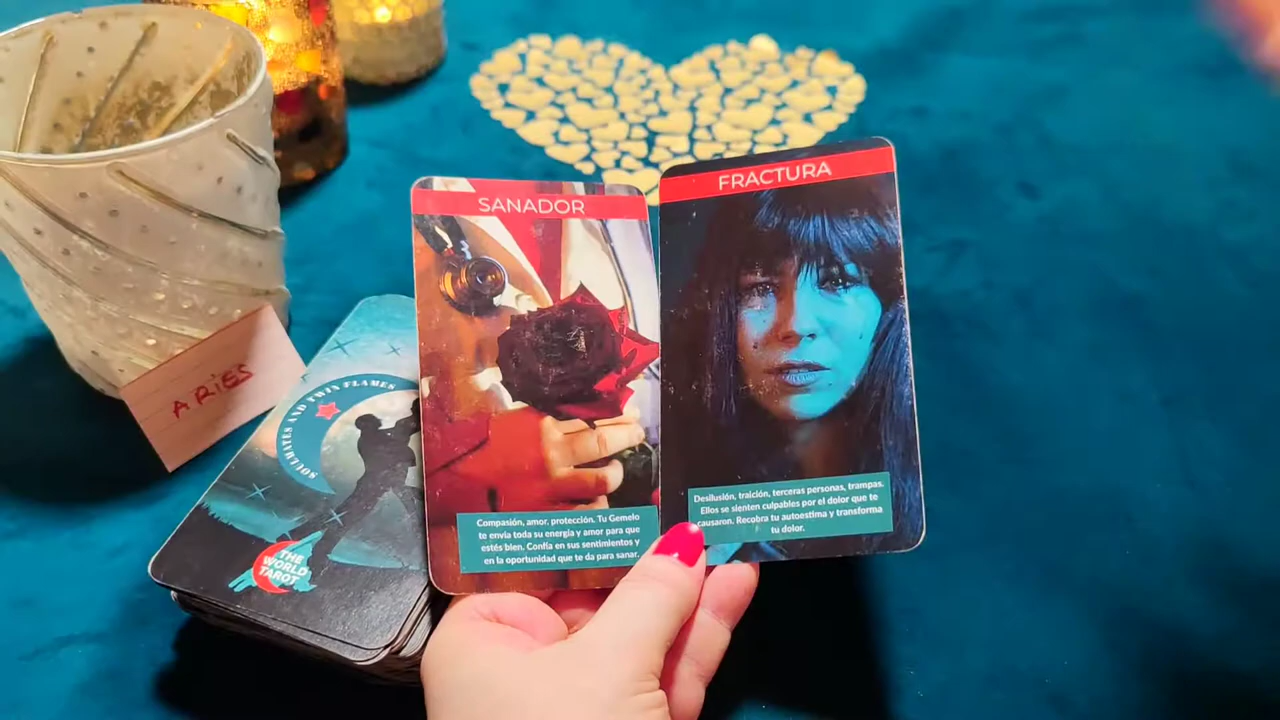 SANADOR
Compasión, amor, protección. Tu Gemelo
te envía toda su energía y amor para que
estés bien. Confía en sus sentimientos y
en la oportunidad que te da para sanar.
FRACTURA
Desilusión, traición, terceras personas, trampas.
Ellos se sienten culpables por el dolor que te
causaron. Recobra tu autoestima y transforma
tu dolor.
ARIES
SOULMATES AND TWIN FLAMES
THE
WORLD
TAROT